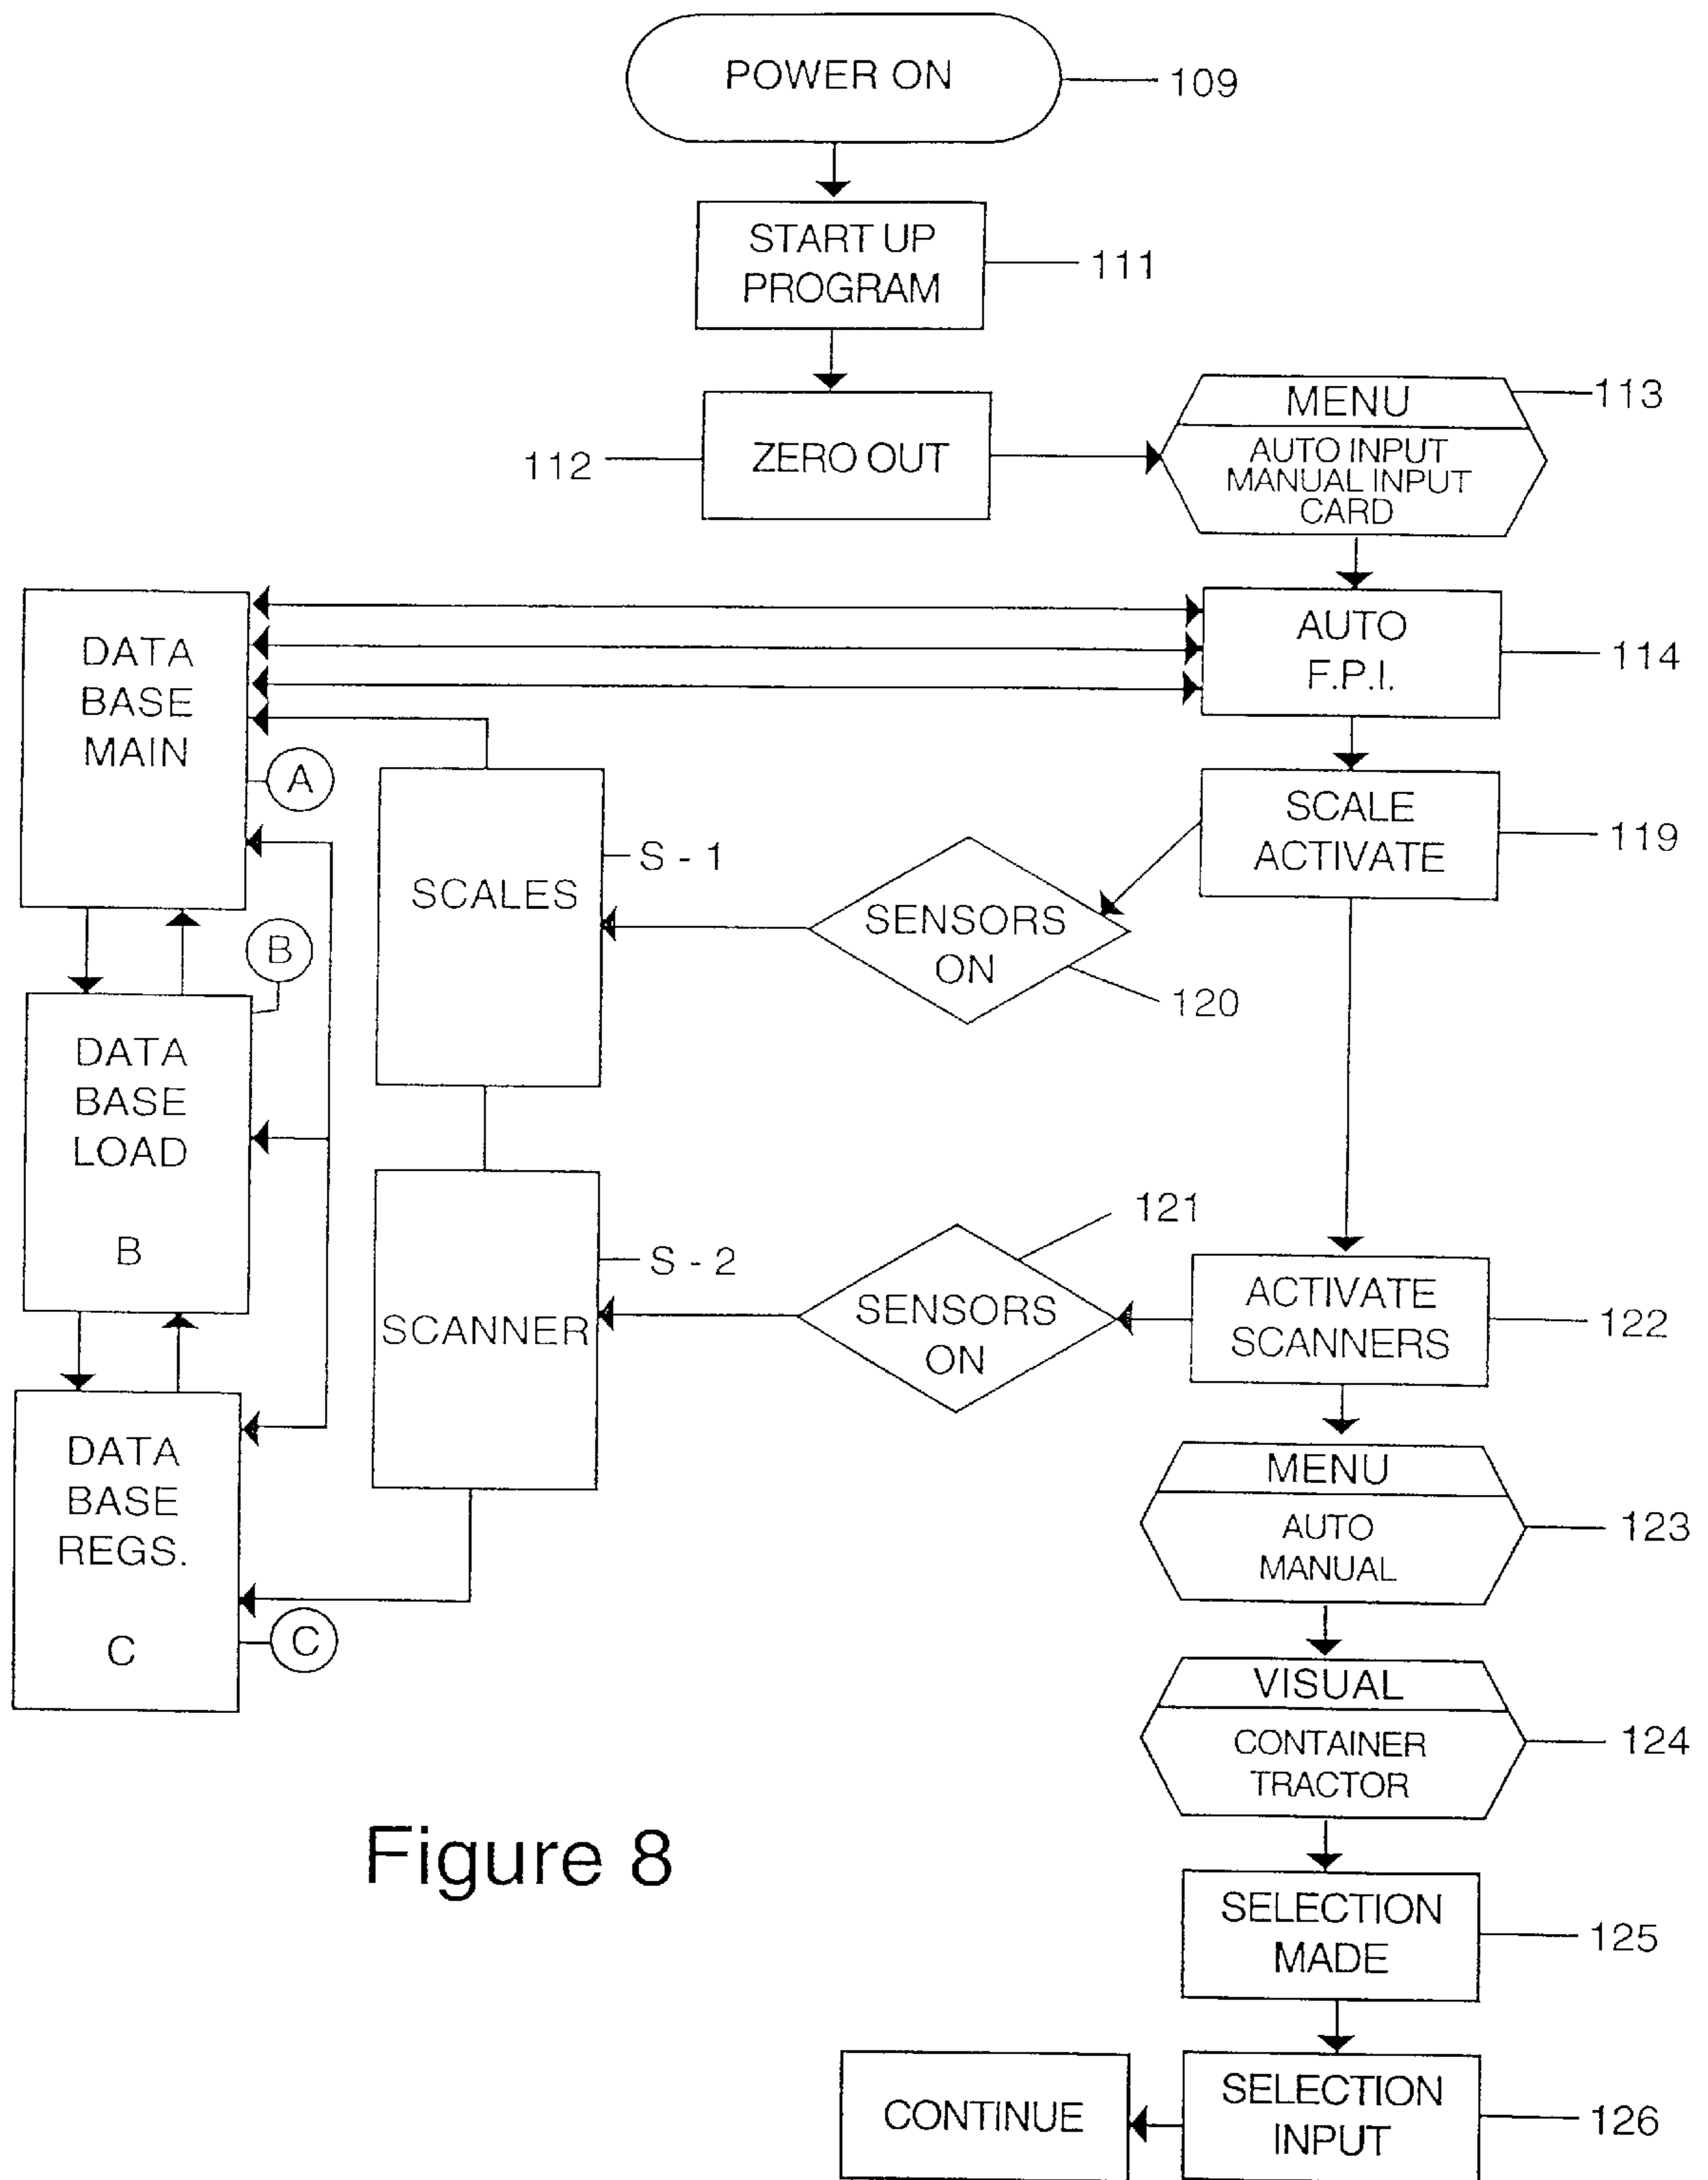 POWER ON
109
START UP
PROGRAM
111
112
ZERO OUT
MENU
113
AUTO INPUT
MANUAL INPUT
CARD
DATA
BASE
MAIN
A
AUTO
F.P.I.
114
SCALE
ACTIVATE
119
SCALES
S - 1
SENSORS
ON
120
B
DATA
BASE
LOAD
B
SCANNER
S - 2
SENSORS
ON
121
ACTIVATE
SCANNERS
122
DATA
BASE
REGS.
C
C
MENU
AUTO
MANUAL
123
VISUAL
CONTAINER
TRACTOR
124
Figure 8
SELECTION
MADE
125
CONTINUE
SELECTION
INPUT
126